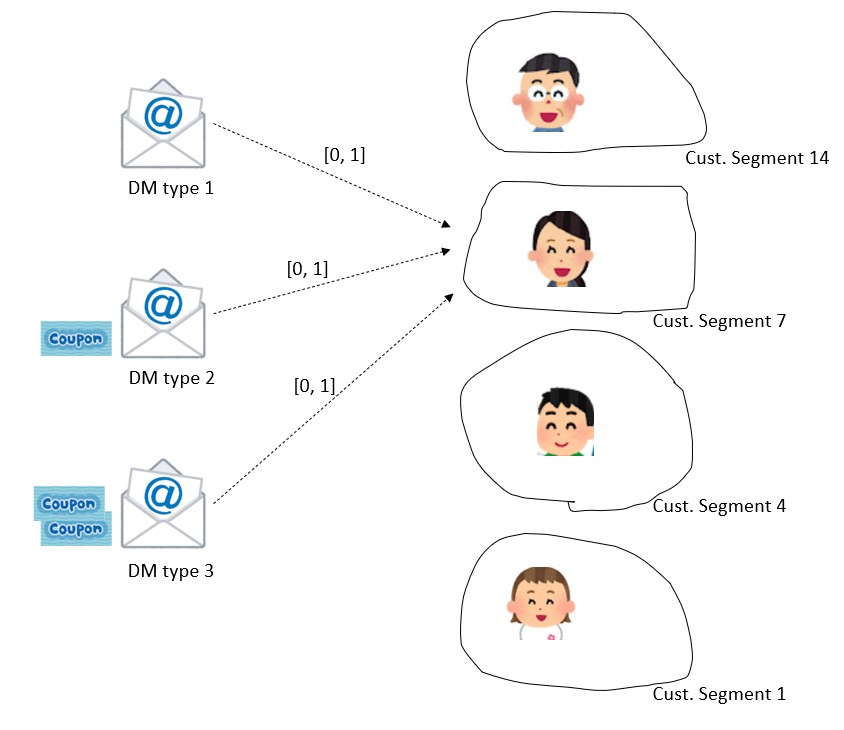 [0, 1]
Cust. Segment 14
DM type 1
[0, 1]
Cust. Segment 7
Coupon
DM type 2
[0, 1]
Coupon
Coupon
Cust. Segment 4
DM type 3
Cust. Segment 1
@
@
@